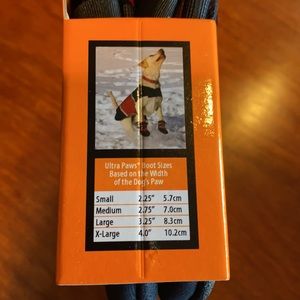 Ultra Paws® Boot Sizes
Based on the Width
of the Dog's Paw
Small 2.25" 5.7cm
Medium 2.75" 7.0cm
Large 3.25" 8.3cm
X-Large 4.0" 10.2cm